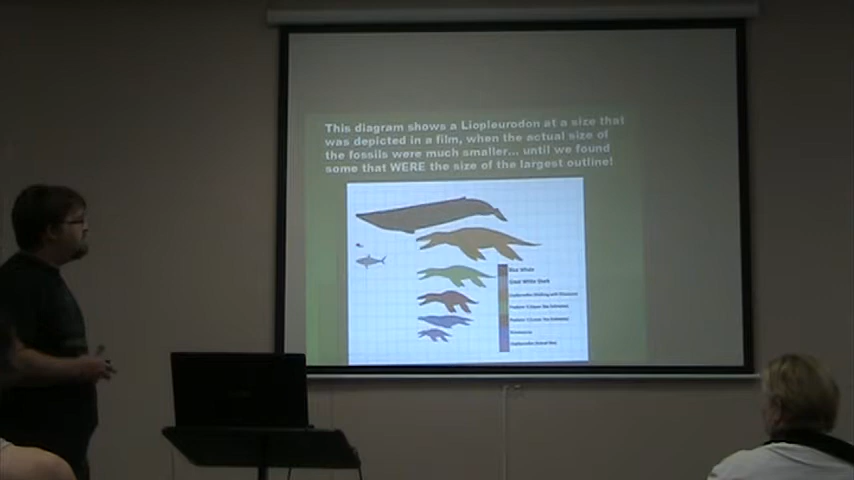 This diagram shows a Liopleurodon at a size that
was depicted in a film, when the actual size of
the fossils were much smaller... until we found
some that WERE the size of the largest outline!
Blue Whale
Great White Shark